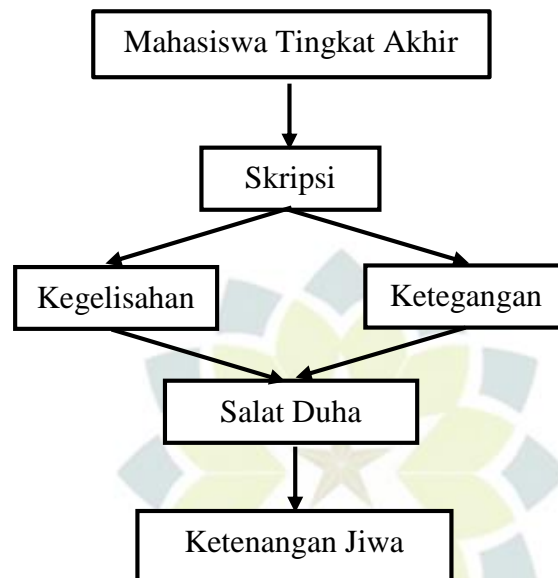 Mahasiswa Tingkat Akhir
Skripsi
Kegelisahan
Ketegangan
Salat Duha
Ketenangan Jiwa